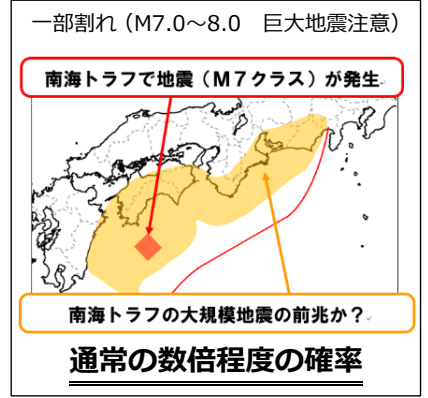 一部割れ（M7.0～8.0　巨大地震注意）
南海トラフで地震（Ｍ７クラス）が発生
南海トラフの大規模地震の前兆か？
通常の数倍程度の確率